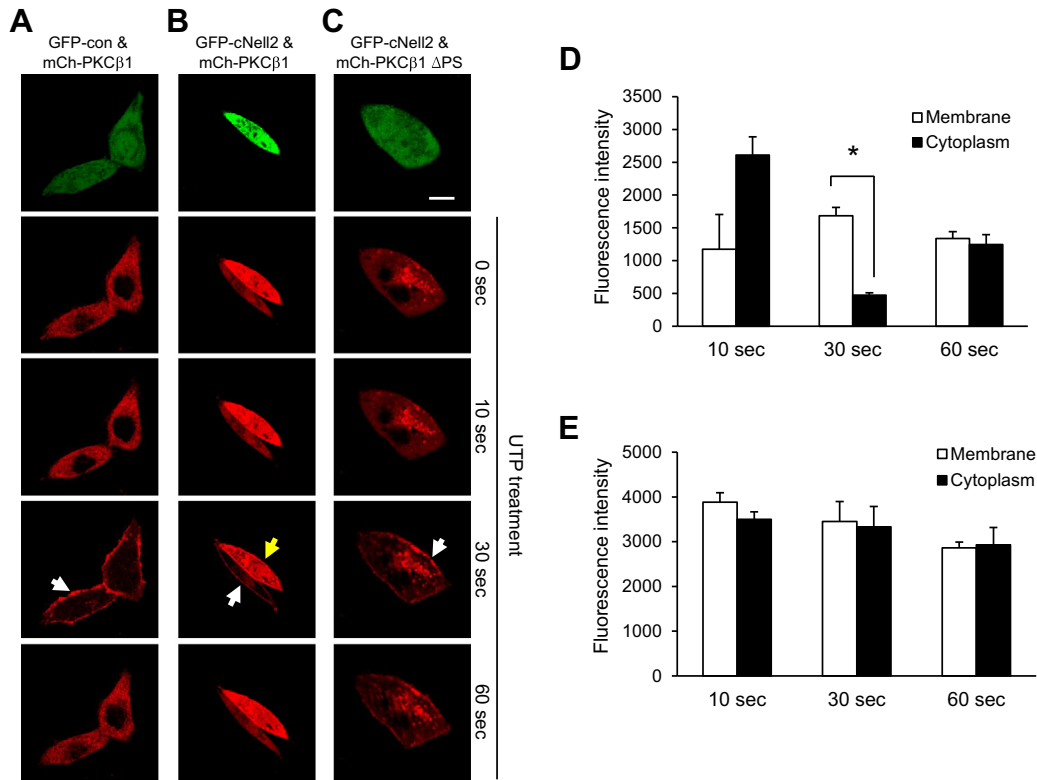 A
GFP-con &
mCh-PKCβ1
B
GFP-cNell2 &
mCh-PKCβ1
C
GFP-cNell2 &
mCh-PKCβ1 ΔPS
0 sec
10 sec
30 sec
60 sec
UTP treatment
D
Fluorescence intensity
3500
3000
2500
2000
1500
1000
500
0
Membrane
Cytoplasm
*
10 sec
30 sec
60 sec
E
Fluorescence intensity
5000
4000
3000
2000
1000
0
Membrane
Cytoplasm
10 sec
30 sec
60 sec